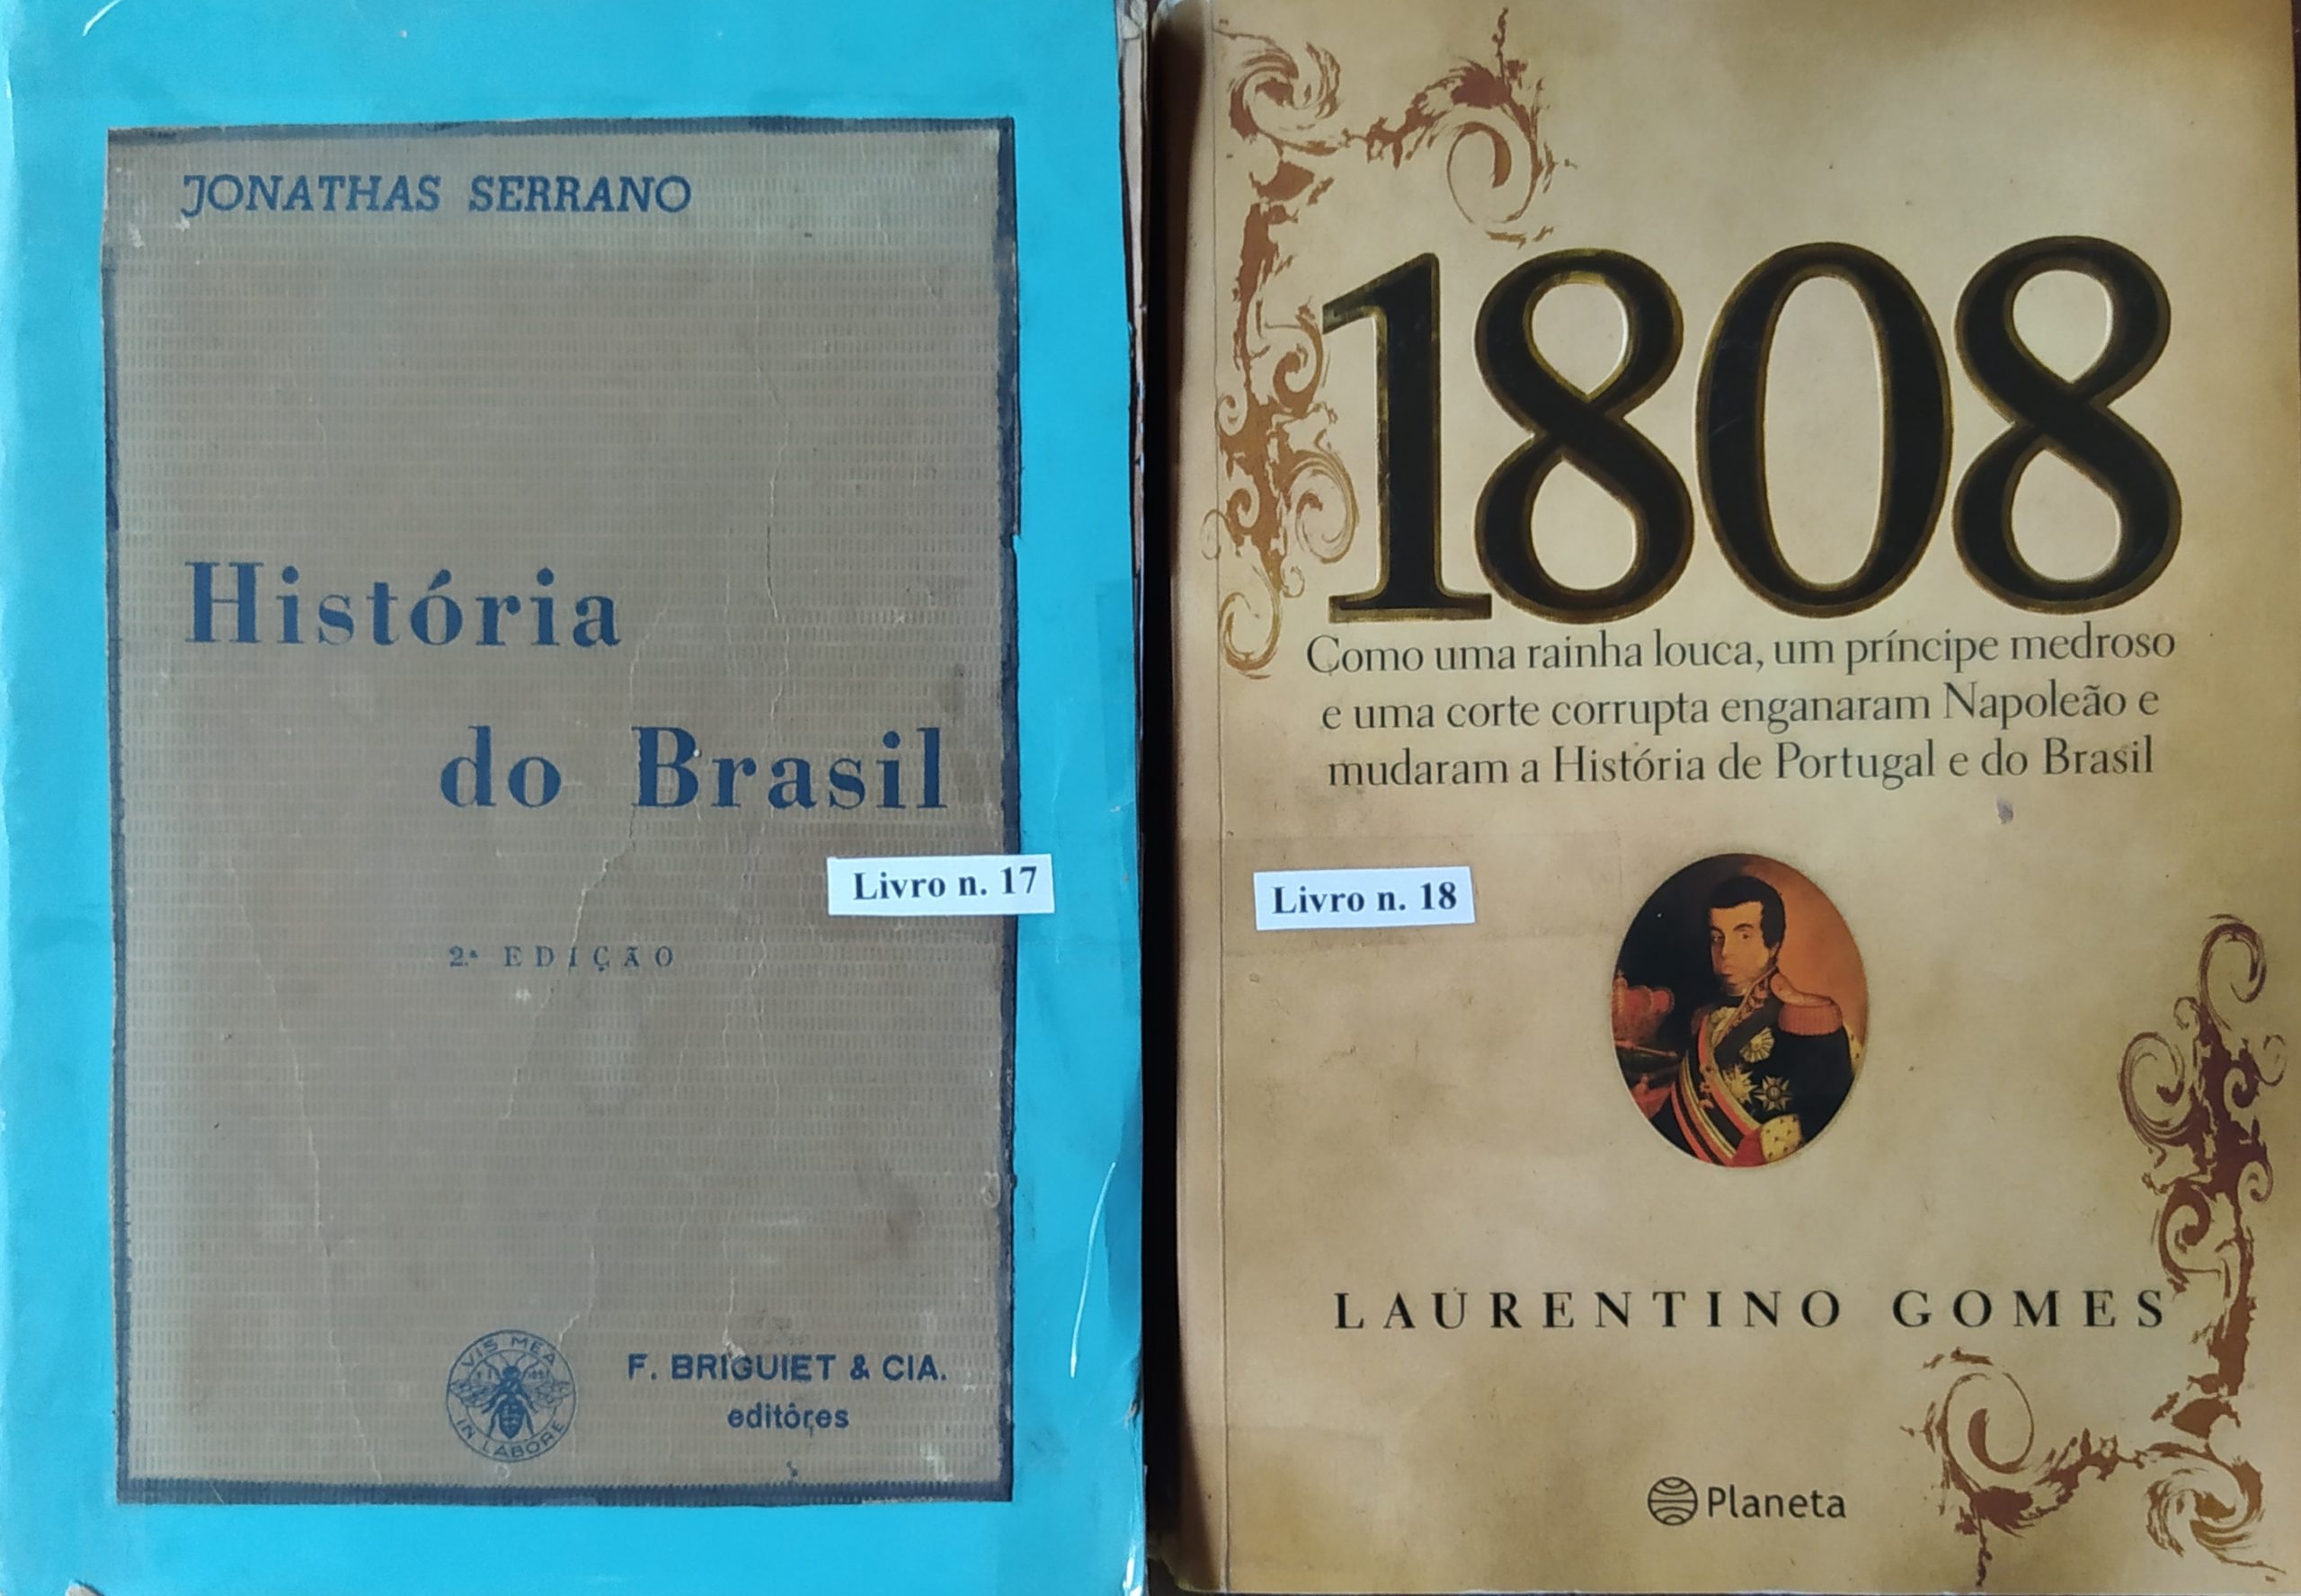 JONATHAS SERRANO
História
do Brasil
Livro n. 17
2.ª EDIÇÃO
VIS MEA
IN LABORE
F. BRIGUIET & CIA.
editôres
1808
Como uma rainha louca, um príncipe medroso
e uma corte corrupta enganaram Napoleão e
mudaram a História de Portugal e do Brasil
Livro n. 18
LAURENTINO GOMES
Planeta